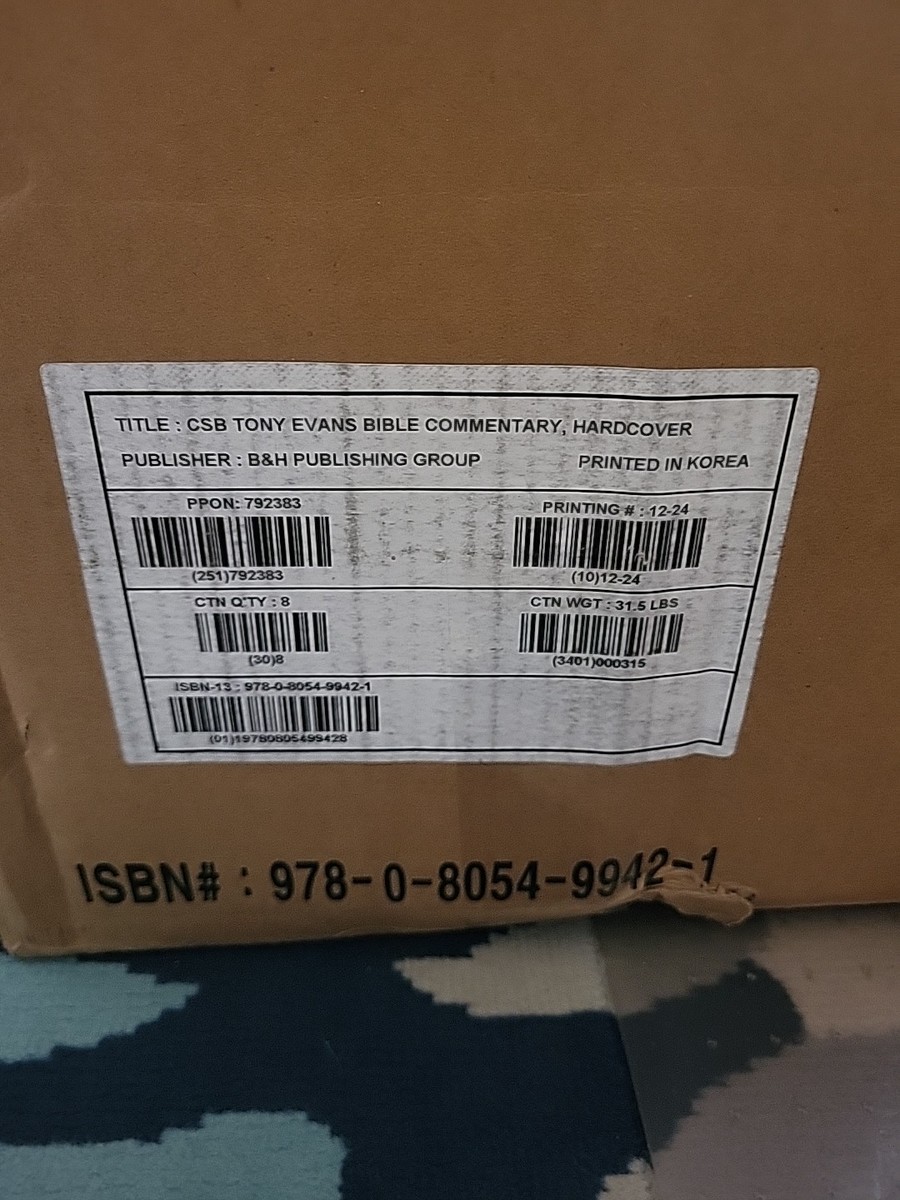 TITLE : CSB TONY EVANS BIBLE COMMENTARY, HARDCOVER
PUBLISHER : B&H PUBLISHING GROUP PRINTED IN KOREA
PPON: 792383 PRINTING # : 12-24
(251)792383 (10)12-24
CTN Q'TY : 8 CTN WGT : 31.5 LBS
(30)8 (3401)000315
ISBN-13 : 978-0-8054-9942-1
(01)19780805499428
ISBN# : 978-0-8054-9942-1